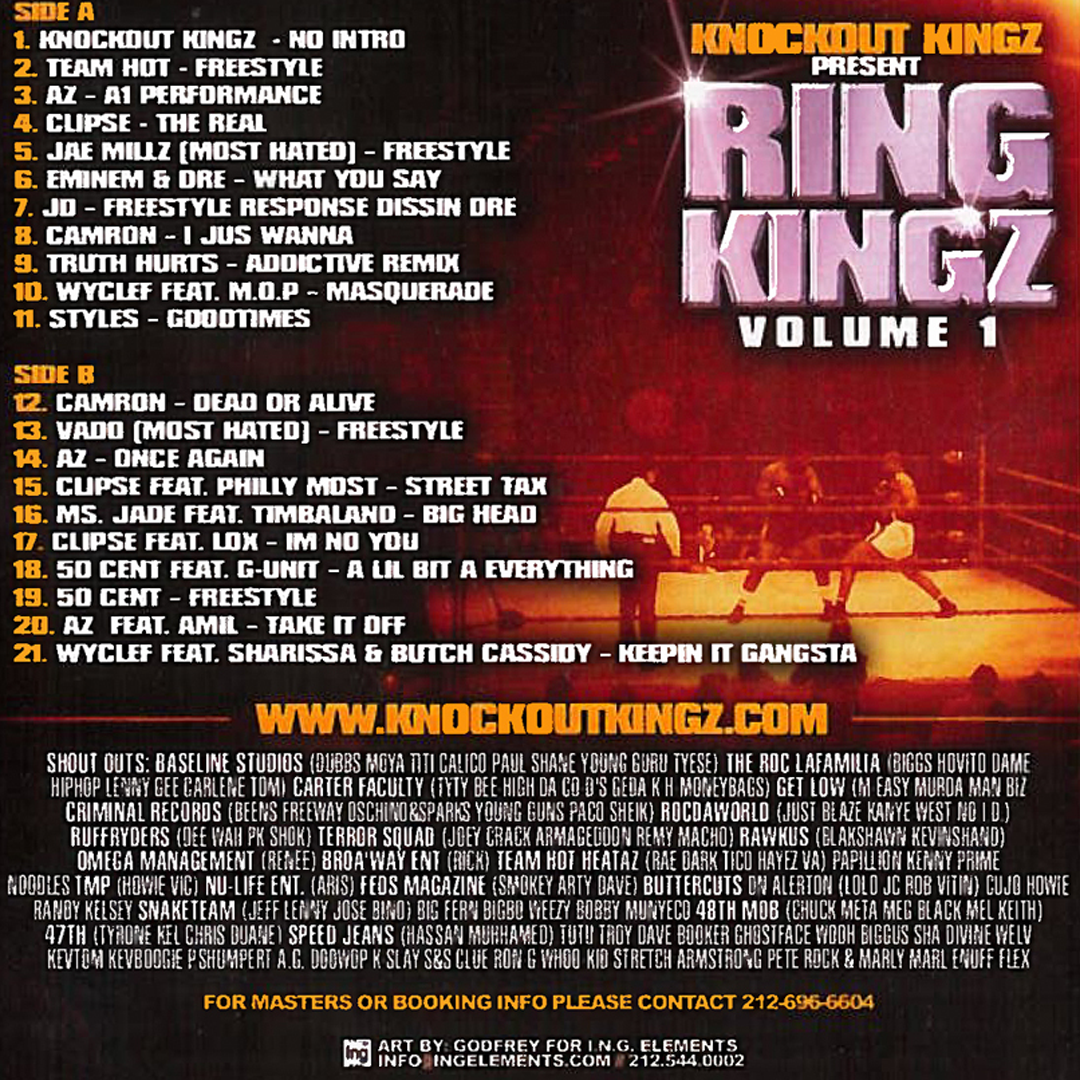 SIDE A
1. KNOCKOUT KINGZ - NO INTRO
2. TEAM HOT - FREESTYLE
3. AZ - A1 PERFORMANCE
4. CLIPSE - THE REAL
5. JAE MILLZ (MOST HATED) - FREESTYLE
6. EMINEM & DRE - WHAT YOU SAY
7. JD - FREESTYLE RESPONSE DISSIN DRE
8. CAMRON - I JUS WANNA
9. TRUTH HURTS - ADDICTIVE REMIX
10. WYCLEF FEAT. M.O.P - MASQUERADE
11. STYLES - GOODTIMES
SIDE B
12. CAMRON - DEAD OR ALIVE
13. VADO (MOST HATED) - FREESTYLE
14. AZ - ONCE AGAIN
15. CLIPSE FEAT. PHILLY MOST - STREET TAX
16. MS. JADE FEAT. TIMBALAND - BIG HEAD
17. CLIPSE FEAT. LOX - IM NO YOU
18. 50 CENT FEAT. G-UNIT - A LIL BIT A EVERYTHING
19. 50 CENT - FREESTYLE
20. AZ FEAT. AMIL - TAKE IT OFF
21. WYCLEF FEAT. SHARISSA & BUTCH CASSIDY - KEEPIN IT GANGSTA
KNOCKOUT KINGZ
PRESENT
RING
KINGZ
VOLUME 1
WWW.KNOCKOUTKINGZ.COM
SHOUT OUTS: BASELINE STUDIOS (DUBBS MOYA TITI CALICO PAUL SHANE YOUNG GURU TYESE) THE ROC LAFAMILIA (BIGGS HOVITO DAME
HIPHOP LENNY GEE CARLENE TOM) CARTER FACULTY (TYTY BEE HIGH DA CO D'S GEDA K H MONEYBAGS) GET LOW (M EASY MURDA MAN BIZ
CRIMINAL RECORDS (BEENS FREEWAY OSCHINO&SPARKS YOUNG GUNS PACO SHEIK) ROCDAWORLD (JUST BLAZE KANYE WEST NO I D.)
RUFFRYDERS (DEE WAH PK SHOK) TERROR SQUAD (JOEY CRACK ARMAGEDDON REMY MACHO) RAWKUS (BLAKSHAWN KEVINSHAND)
OMEGA MANAGEMENT (RENEE) BROA'WAY ENT (RICK) TEAM HOT HEATAZ (RAE DARK TICO HAYEZ VA) PAPILLION KENNY PRIME
NOODLES TMP (HOWIE VIC) NU-LIFE ENT. (ARIS) FEDS MAGAZINE (SMOKEY ARTY DAVE) BUTTERCUTS DN ALERTON (LOLO JC ROB VITIN) CUJO HOWIE
RANDY KELSEY SNAKETEAM (JEFF LENNY JOSE BINO) BIG FERN BIGBO WEEZY BOBBY MUNYECO 48TH MOB (CHUCK META MEG BLACK MEL KEITH)
47TH (TYRONE KEL CHRIS DUANE) SPEED JEANS (HASSAN MUHHAMED) TUTU TROY DAVE BOOKER GHOSTFACE WOOH BIGGUS SHA DIVINE WELV
KEVTOM KEVBOOGIE P SHUMPERT A.G. DOOWOP K SLAY S&S CLUE RON G WHOO KID STRETCH ARMSTRONG PETE ROCK & MARLY MARL ENUFF FLEX
FOR MASTERS OR BOOKING INFO PLEASE CONTACT 212-696-6604
ing ART BY: GODFREY FOR I.N.G. ELEMENTS
INFO INGELEMENTS.COM // 212.544.0002